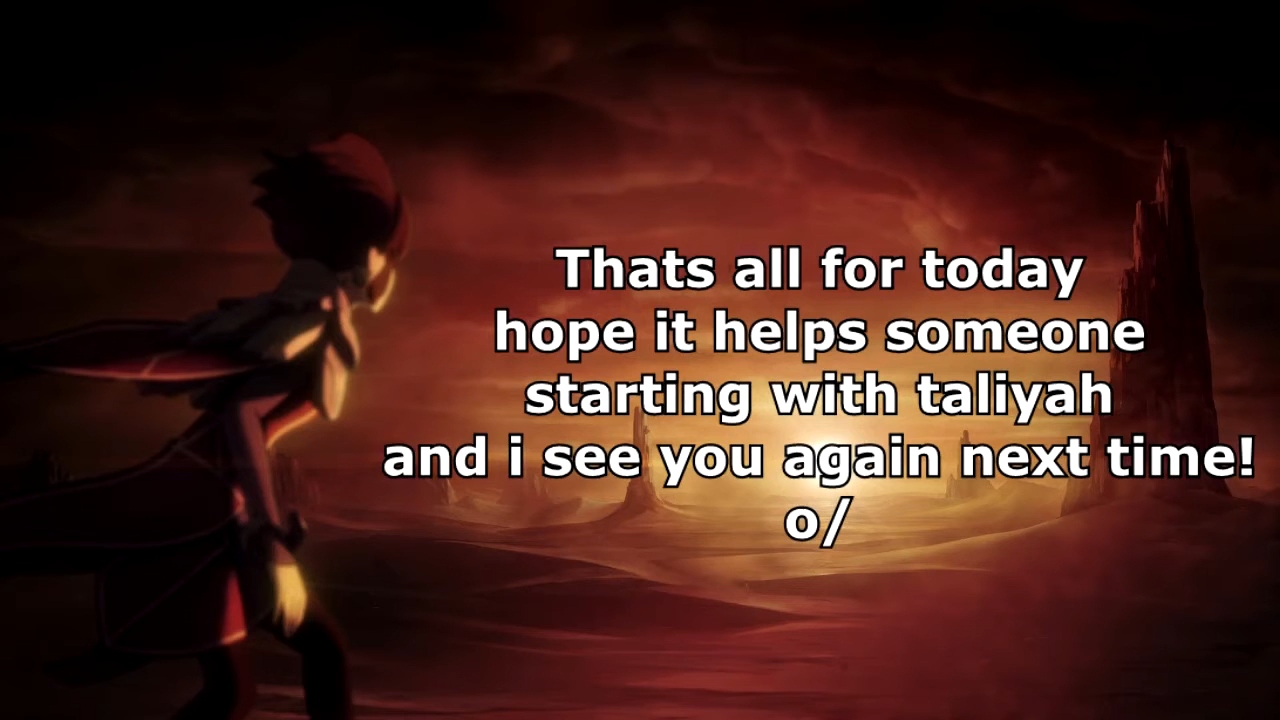 Thats all for today
hope it helps someone
starting with taliyah
and i see you again next time!
o/